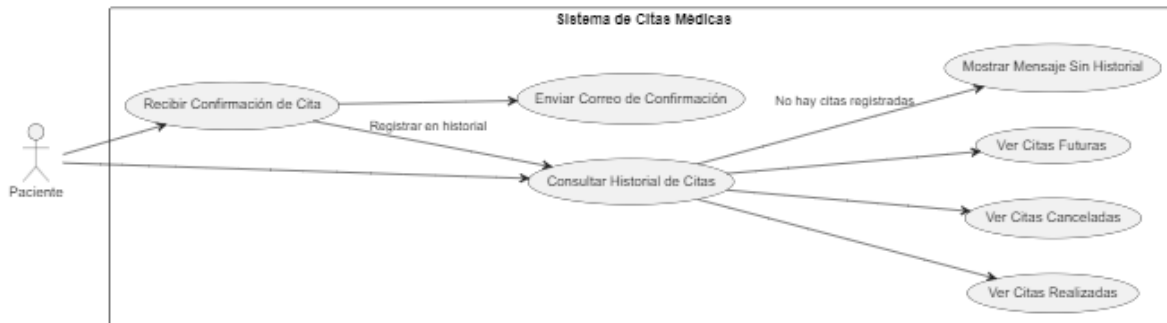 Sistema de Citas Médicas
Mostrar Mensaje Sin Historial
Recibir Confirmación de Cita
Enviar Correo de Confirmación
No hay citas registradas
Registrar en historial
Ver Citas Futuras
Paciente
Consultar Historial de Citas
Ver Citas Canceladas
Ver Citas Realizadas